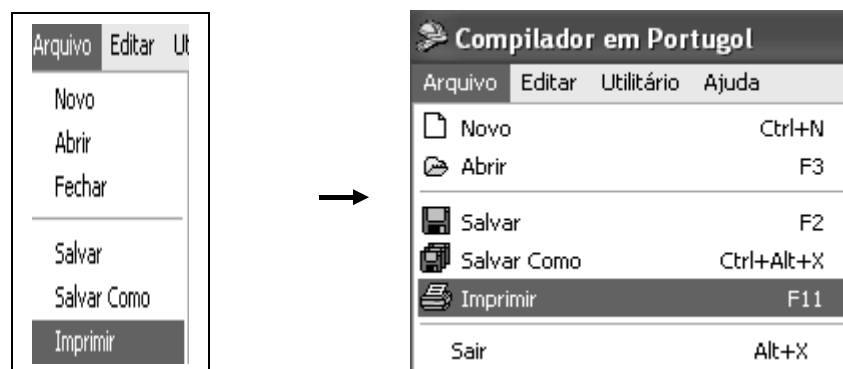 Arquivo Editar Ut
Novo
Abrir
Fechar
Salvar
Salvar Como
Imprimir
Compilador em Portugol
Arquivo Editar Utilitário Ajuda
Novo Ctrl+N
Abrir F3
Salvar F2
Salvar Como Ctrl+Alt+X
Imprimir F11
Sair Alt+X